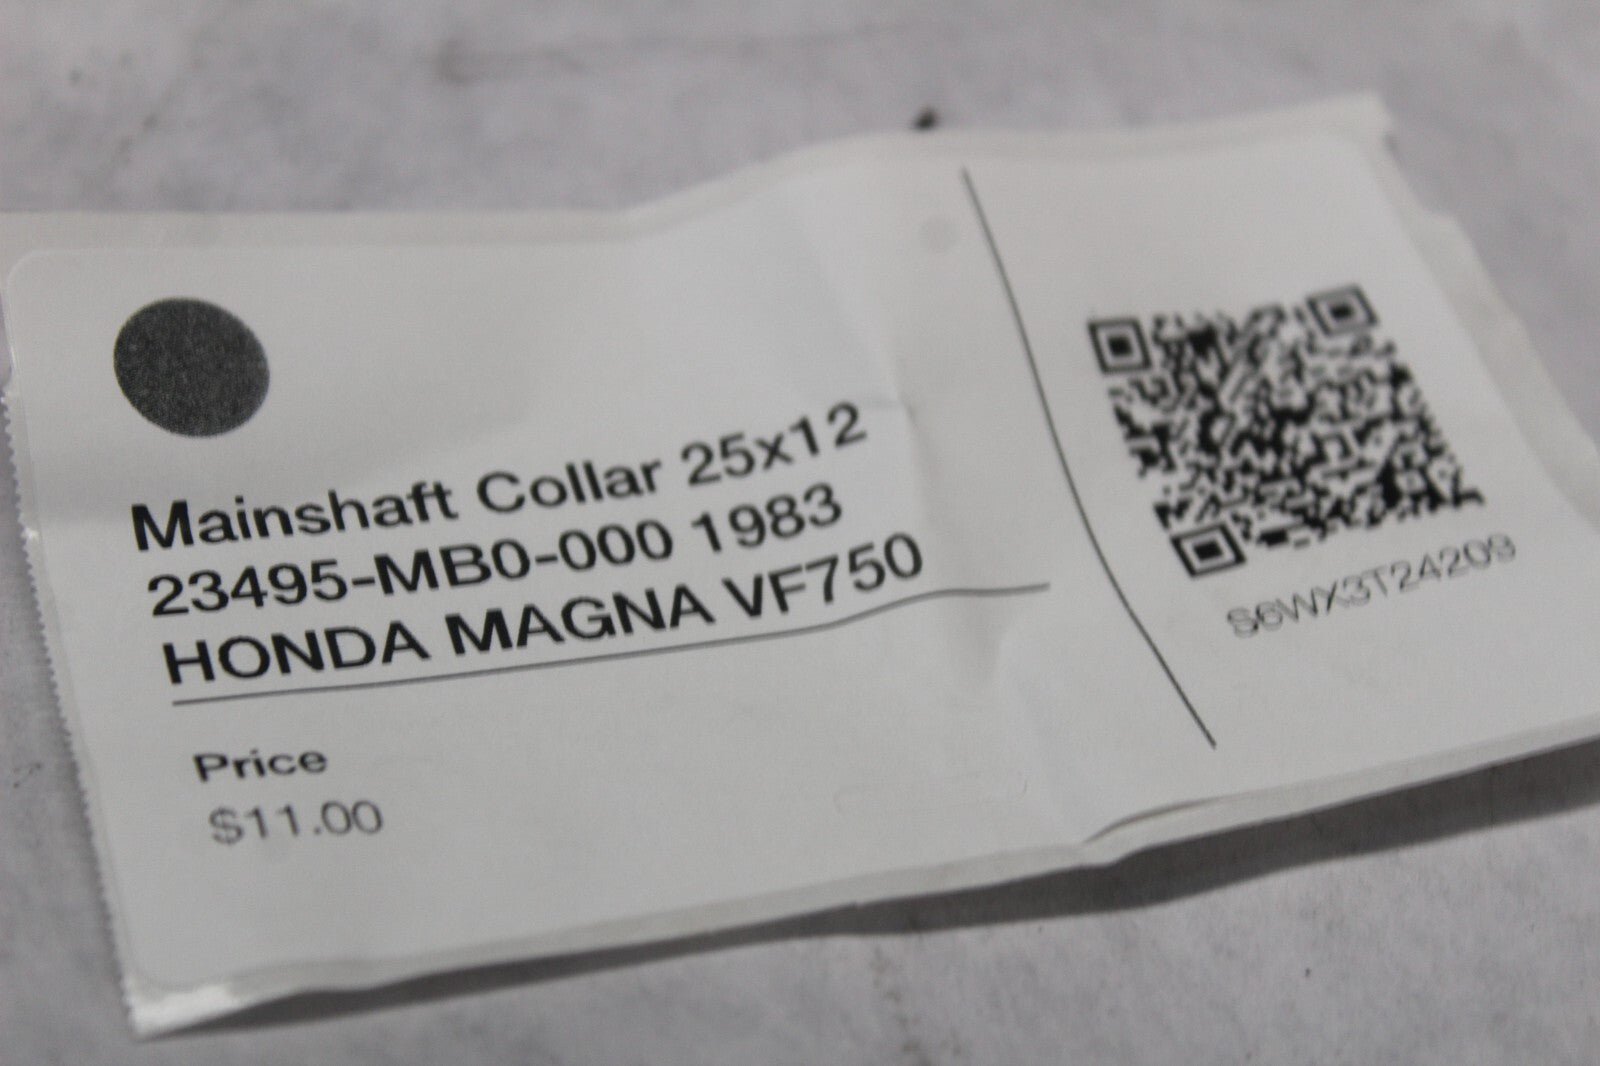 Mainshaft Collar 25x12
23495-MB0-000 1983
HONDA MAGNA VF750
Price
$11.00
S6WX3T24209